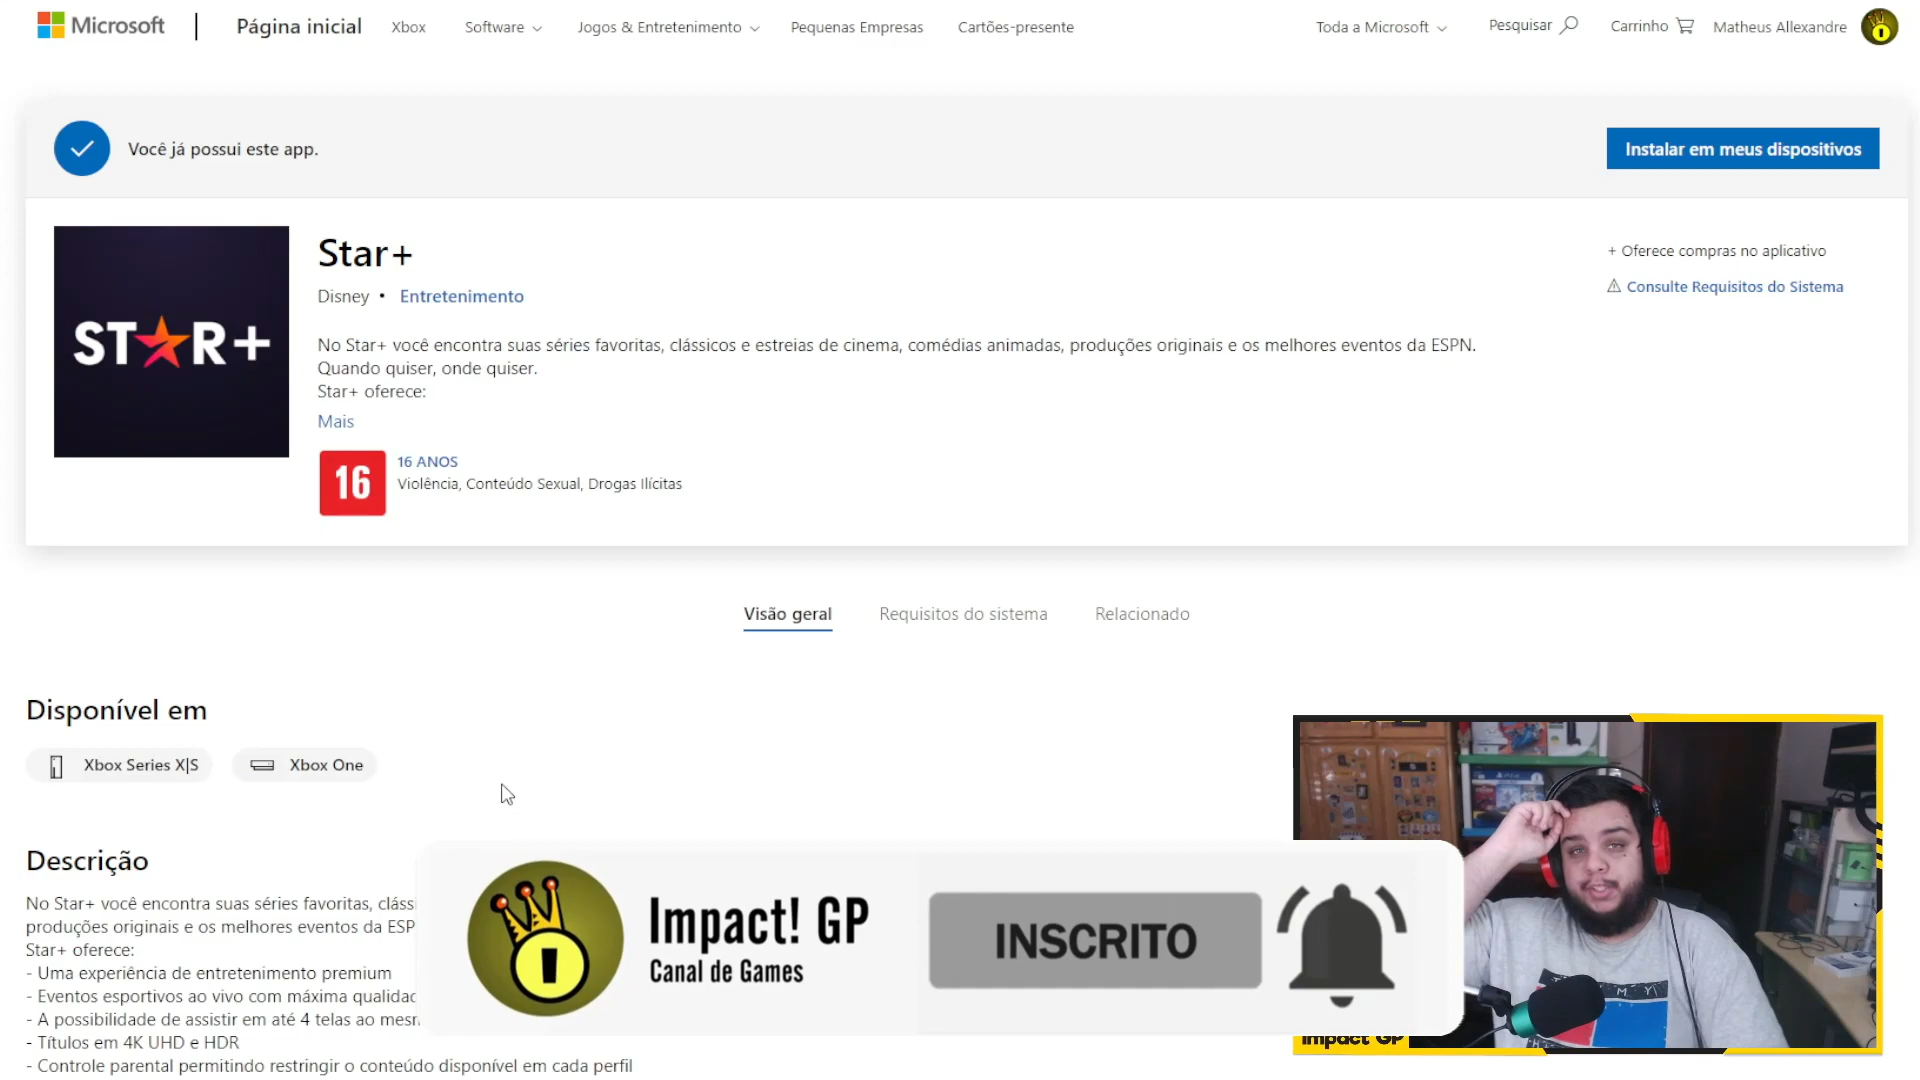 Microsoft
Página inicial
Xbox
Software
Jogos & Entretenimento
Pequenas Empresas
Cartões-presente
Toda a Microsoft
Pesquisar
Carrinho
Matheus Allexandre
Você já possui este app.
Instalar em meus dispositivos
STAR+
Star+
Disney • Entretenimento
+ Oferece compras no aplicativo
Consulte Requisitos do Sistema
No Star+ você encontra suas séries favoritas, clássicos e estreias de cinema, comédias animadas, produções originais e os melhores eventos da ESPN.
Quando quiser, onde quiser.
Star+ oferece:
Mais
16
16 ANOS
Violência, Conteúdo Sexual, Drogas Ilícitas
Visão geral
Requisitos do sistema
Relacionado
Disponível em
Xbox Series X|S
Xbox One
Descrição
No Star+ você encontra suas séries favoritas, cláss
produções originais e os melhores eventos da ESP
Star+ oferece:
- Uma experiência de entretenimento premium
- Eventos esportivos ao vivo com máxima qualidad
- A possibilidade de assistir em até 4 telas ao mesm
- Títulos em 4K UHD e HDR
- Controle parental permitindo restringir o conteúdo disponível em cada perfil
Impact! GP
Canal de Games
INSCRITO
Impact GP